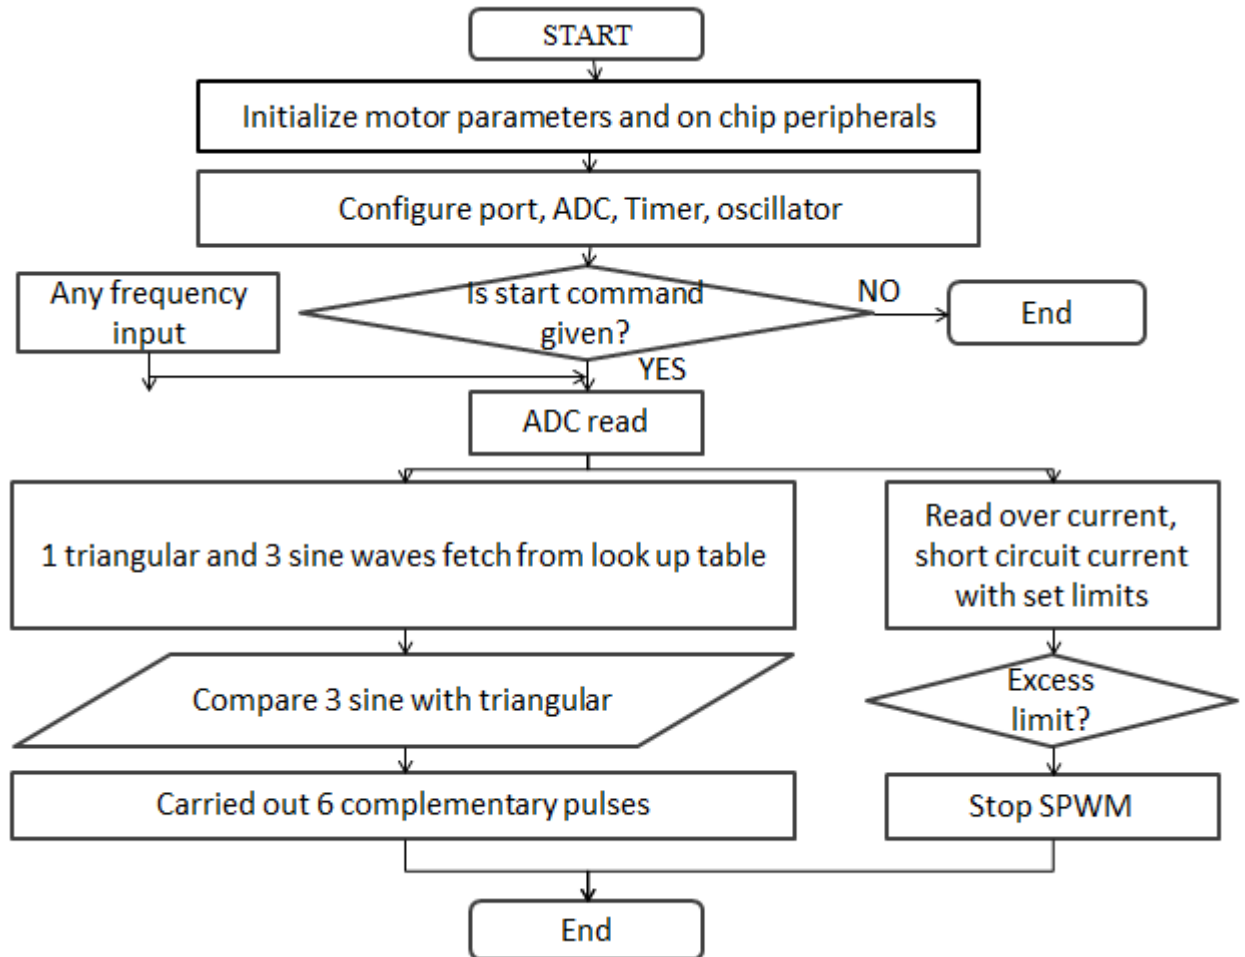 START
Initialize motor parameters and on chip peripherals
Configure port, ADC, Timer, oscillator
Any frequency
input
Is start command
given?
NO
End
YES
ADC read
1 triangular and 3 sine waves fetch from look up table
Read over current,
short circuit current
with set limits
Compare 3 sine with triangular
Excess
limit?
Carried out 6 complementary pulses
Stop SPWM
End